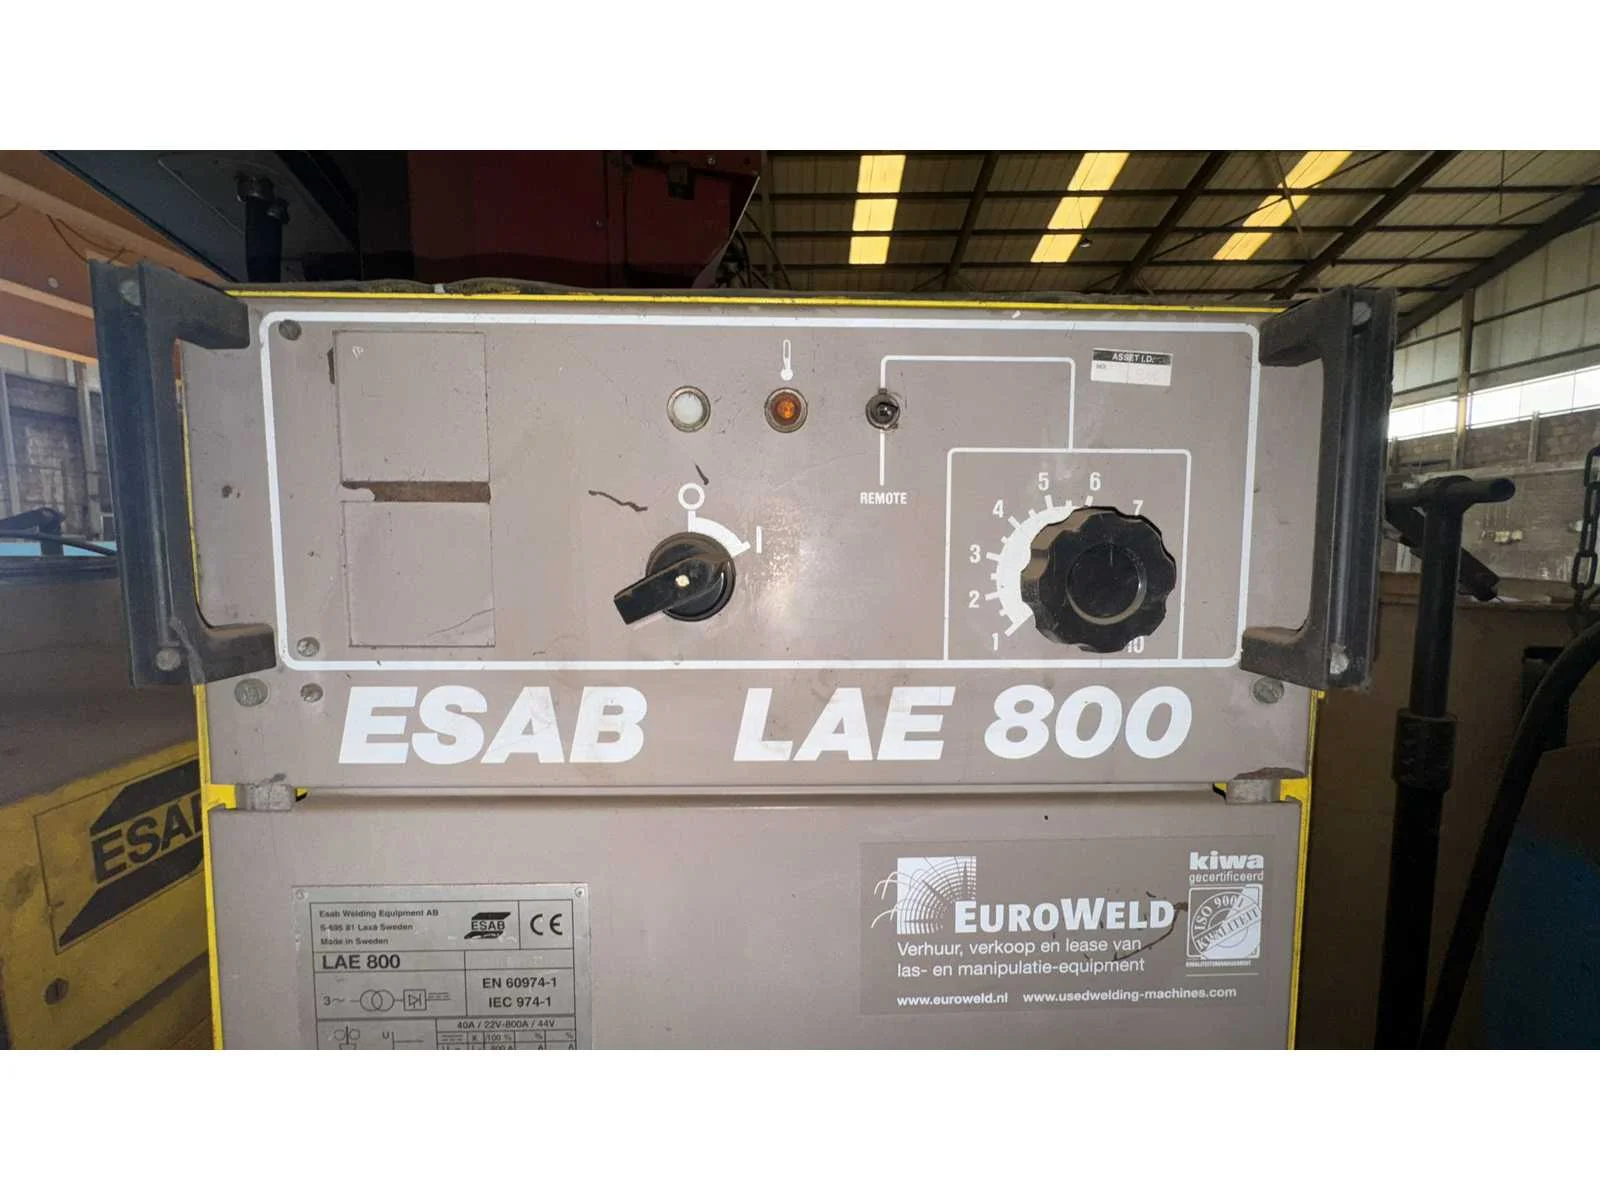 ASSET I.D.
NO.
REMOTE
5 6
4 7
3
2
1 10
O I
ESAB LAE 800
ESAB
Esab Welding Equipment AB
S-695 81 Laxå Sweden
Made in Sweden
ESAB
CE
LAE 800
3~
EN 60974-1
IEC 974-1
40A / 22V-800A / 44V
X 100 % % %
800 A A A
kiwa
gecertificeerd
ISO 9001
KWALITEIT
EUROWELD
Verhuur, verkoop en lease van
las- en manipulatie-equipment
www.euroweld.nl www.usedwelding-machines.com